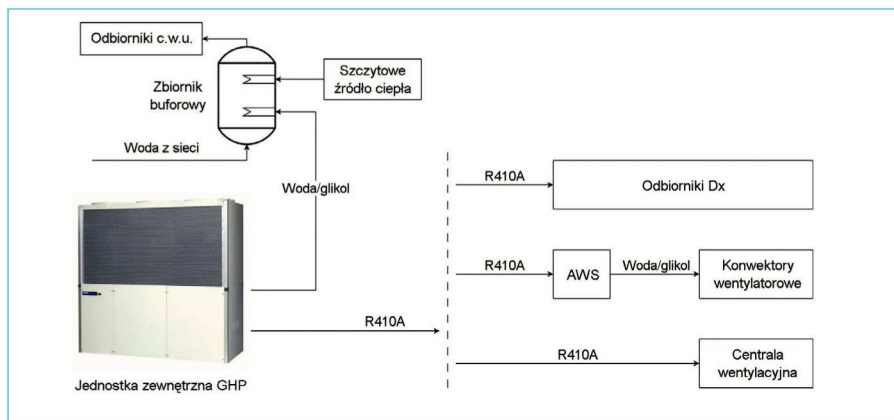 Odbiorniki c.w.u.
Zbiornik
buforowy
Szczytowe
źródło ciepła
Woda z sieci
Woda/glikol
R410A
Odbiorniki Dx
R410A
AWS
Woda/glikol
Konwektory
wentylatorowe
R410A
R410A
Centrala
wentylacyjna
Jednostka zewnętrzna GHP